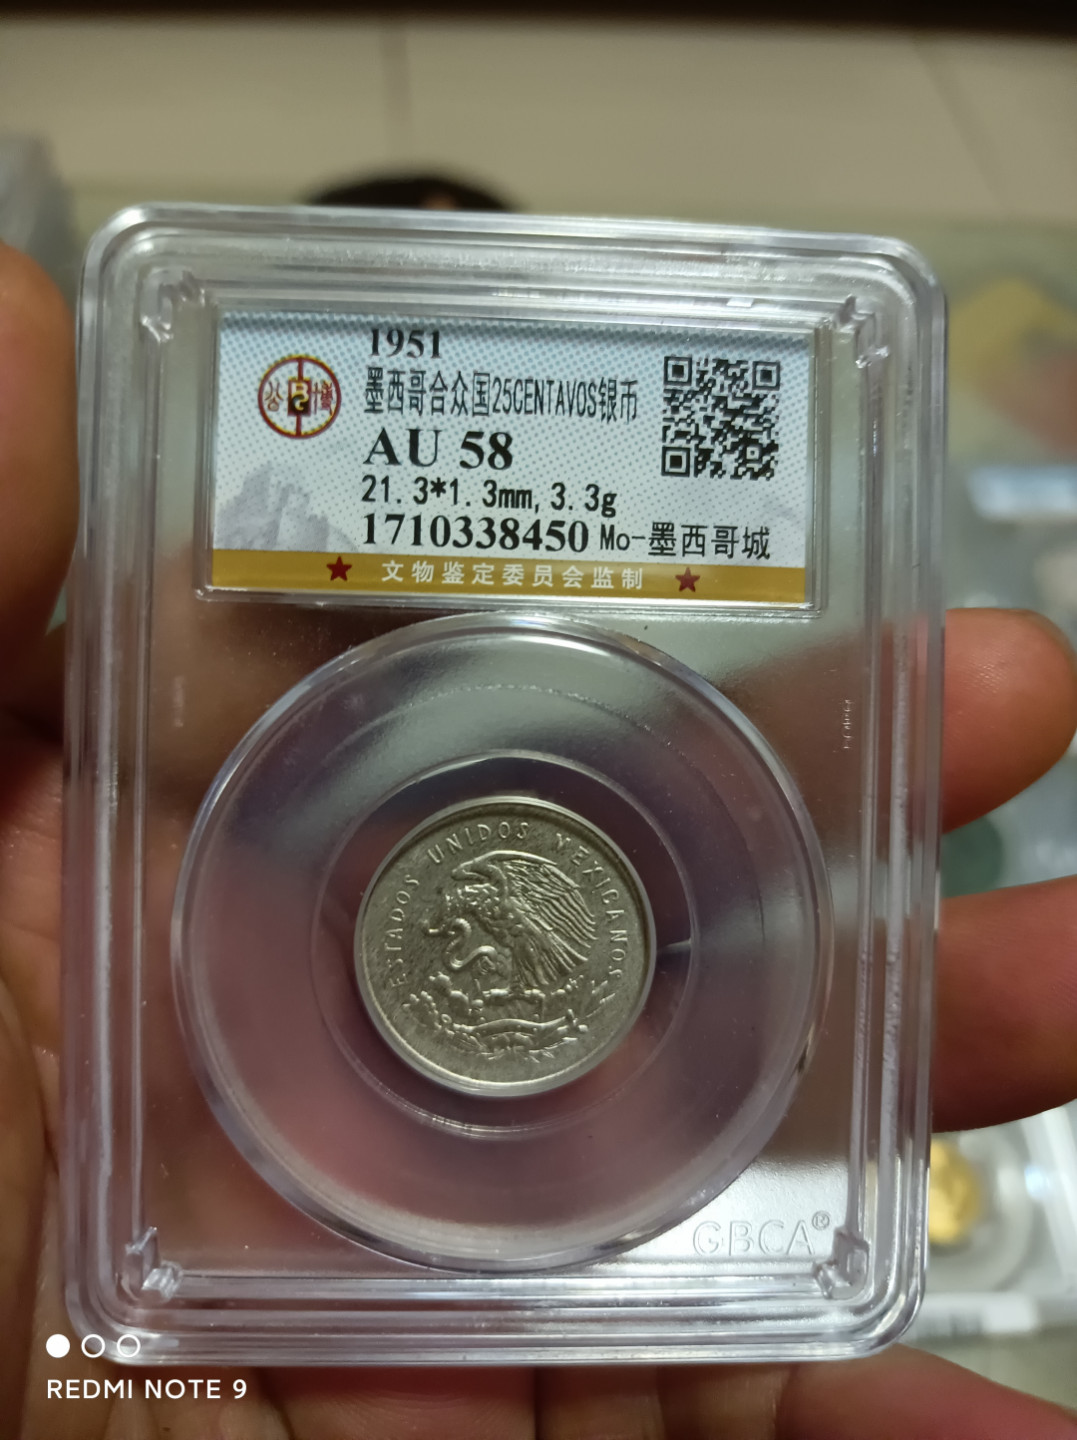 1951
墨西哥合众国25CENTAVOS银币
AU 58
21.3*1.3mm,3.3g
1710338450 Mo-墨西哥城
★ 文物鉴定委员会监制 ★
公 博
ESTADOS UNIDOS MEXICANOS
GBCA®
REDMI NOTE 9